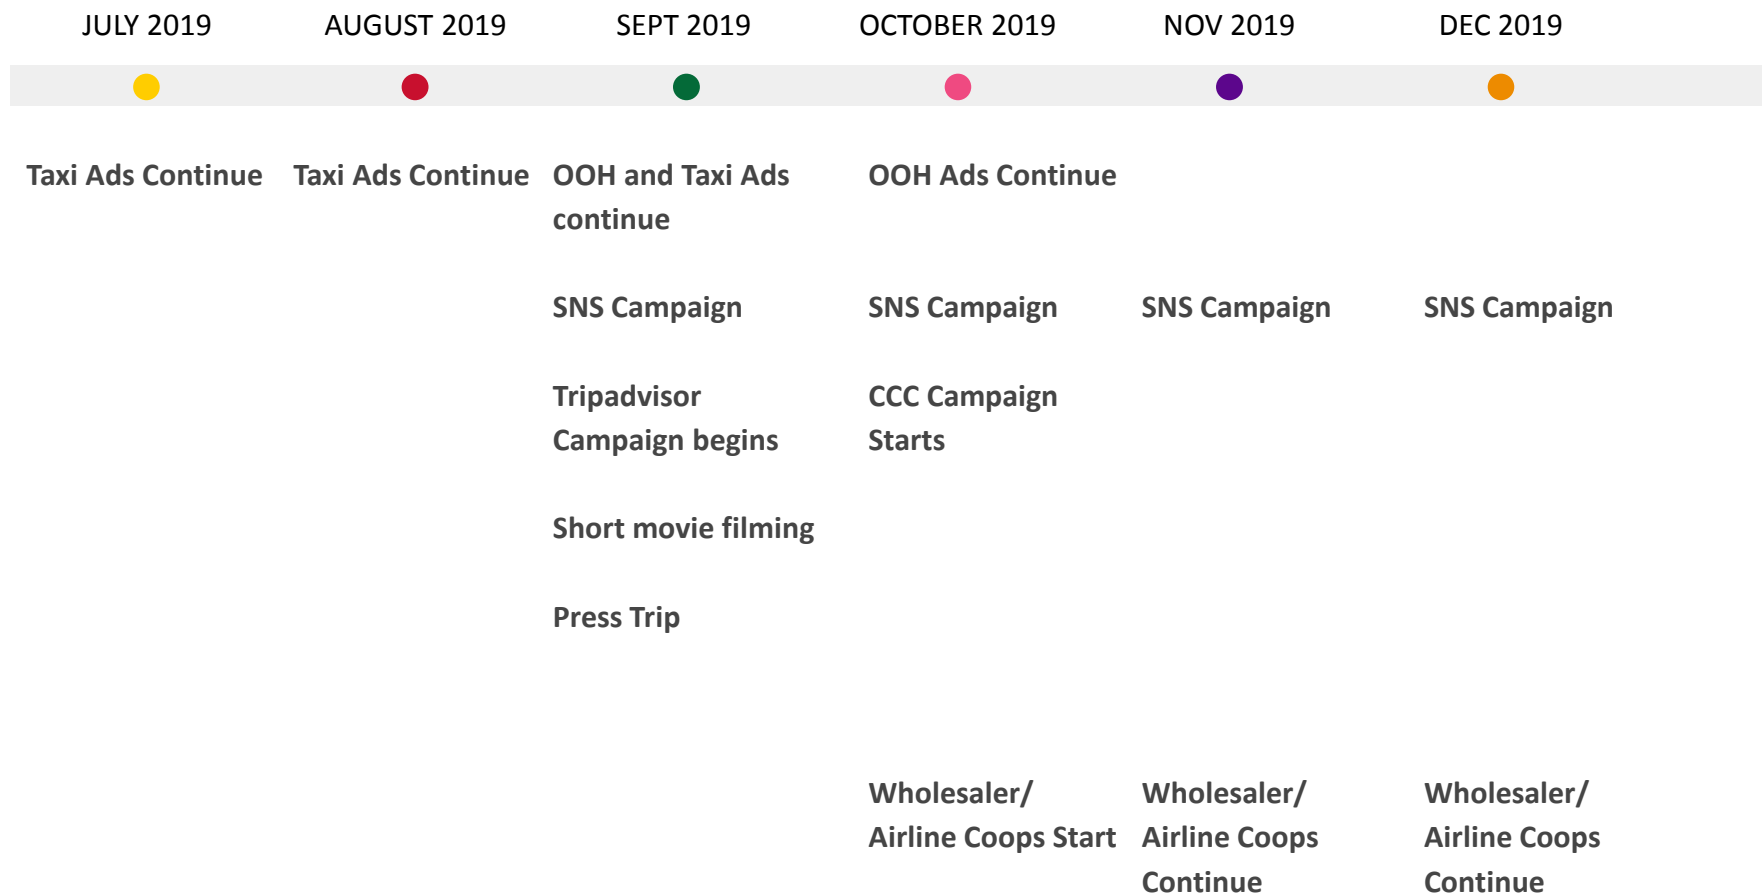 JULY 2019
AUGUST 2019
SEPT 2019
OCTOBER 2019
NOV 2019
DEC 2019
Taxi Ads Continue
Taxi Ads Continue
OOH and Taxi Ads
continue
SNS Campaign
Tripadvisor
Campaign begins
Short movie filming
Press Trip
OOH Ads Continue
SNS Campaign
CCC Campaign
Starts
Wholesaler/
Airline Coops Start
SNS Campaign
Wholesaler/
Airline Coops
Continue
SNS Campaign
Wholesaler/
Airline Coops
Continue